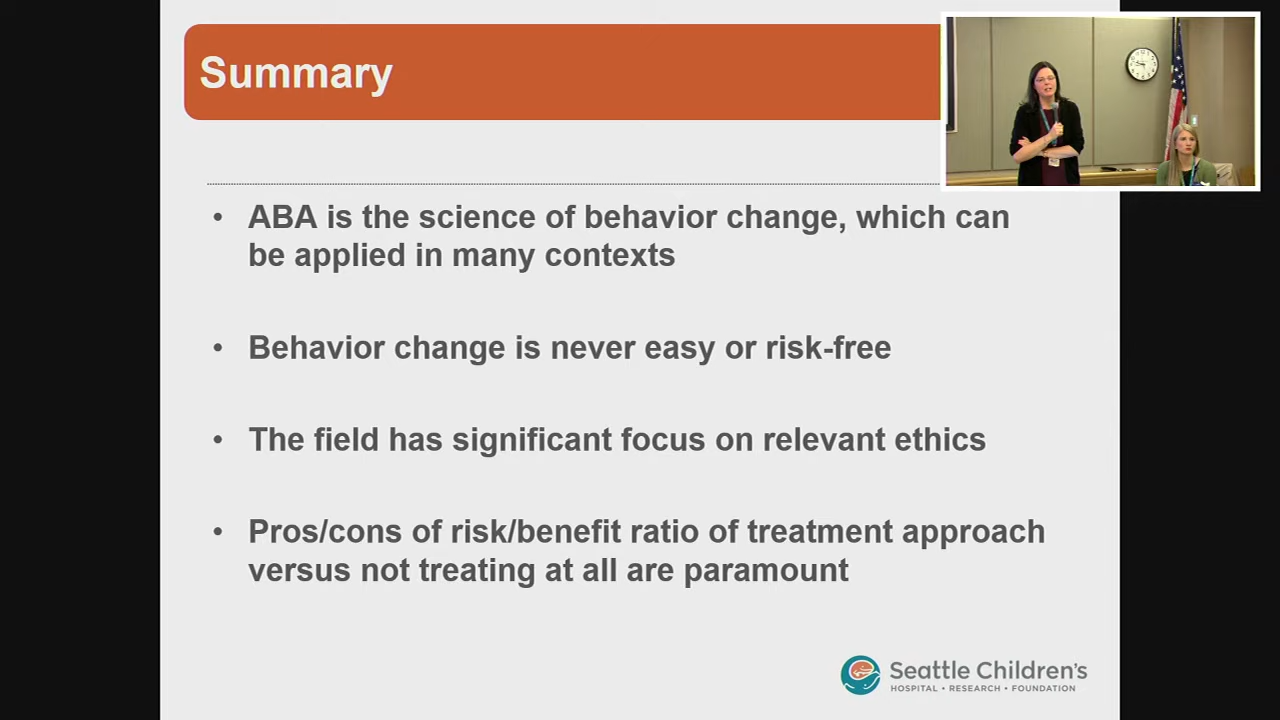 Summary
• ABA is the science of behavior change, which can
be applied in many contexts
• Behavior change is never easy or risk-free
• The field has significant focus on relevant ethics
• Pros/cons of risk/benefit ratio of treatment approach
versus not treating at all are paramount
Seattle Children's
HOSPITAL • RESEARCH • FOUNDATION